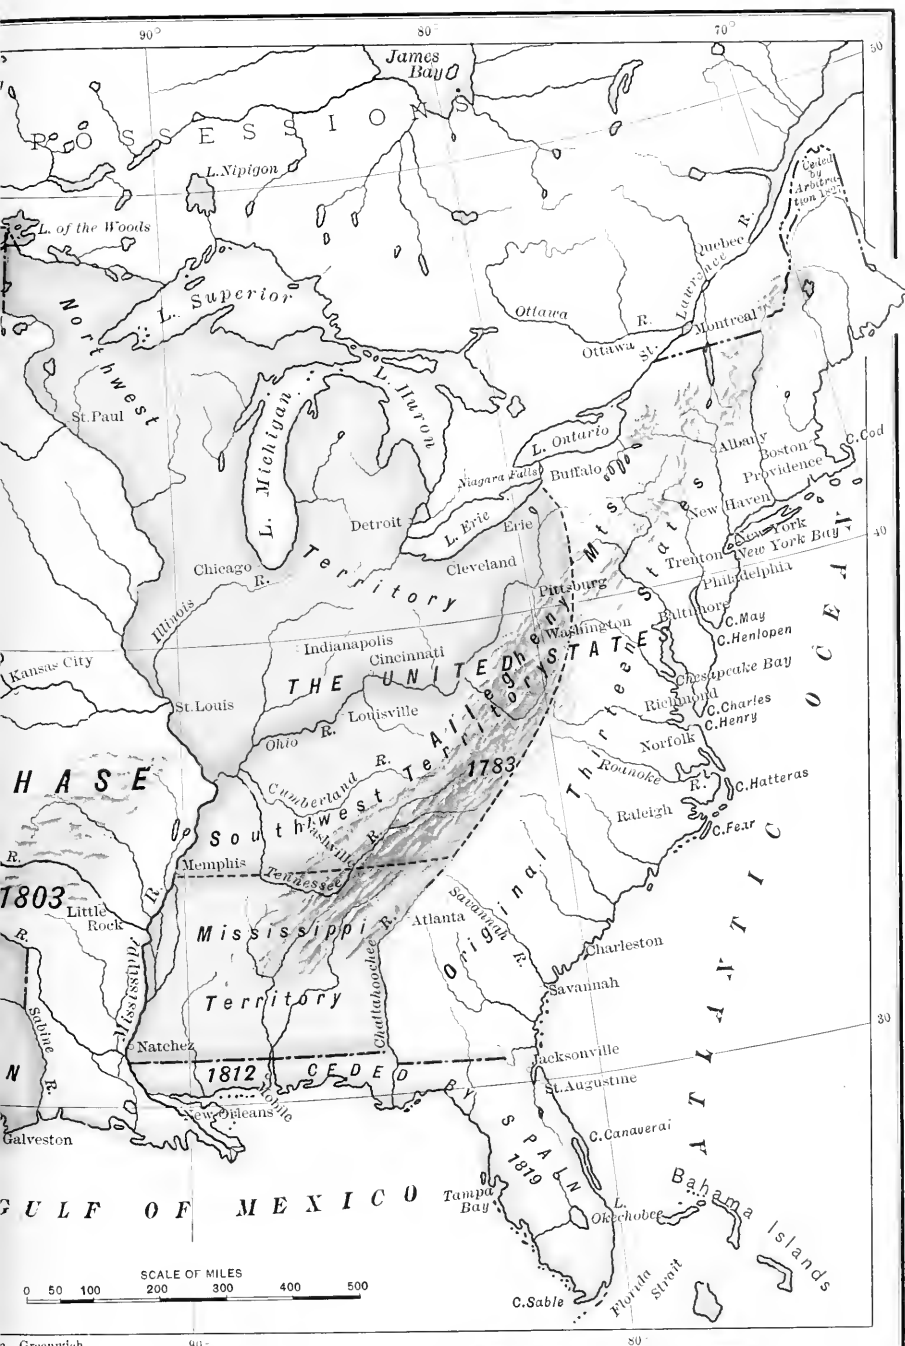 90°
80°
70°
50
James
Bay
POSSESSIONS
L. Nipigon
Ceded
by
Arbitra-
tion 1827
L. of the Woods
Quebec
R.
Lawrence
St.
L. Superior
Northwest
Ottawa
R.
Montreal
Ottawa
St. Paul
L. Huron
L. Michigan
L. Ontario
Albany
Boston
C. Cod
Niagara Falls
Buffalo
Providence
New Haven
Detroit
L. Erie
Erie
New York
New York Bay
40
Chicago
R.
Territory
Cleveland
Trenton
Philadelphia
Illinois
Pittsburg
Baltimore
C. May
Indianapolis
Washington
C. Henlopen
Cincinnati
Kansas City
THE UNITED STATES
Chesapeake Bay
St. Louis
Louisville
Allegheny Mts.
Richmond
C. Charles
C. Henry
Ohio R.
Norfolk
HASE
Cumberland R.
1783
Roanoke
R.
C. Hatteras
Southwest Territory
Nashville
R.
Raleigh
C. Fear
R.
Memphis
Tennessee
Original Thirteen States
1803
Little
Rock
R.
Mississippi
Savannah
R.
Atlanta
R.
Mississippi
Charleston
Chattahoochee
Territory
Savannah
30
Sabine
R.
Natchez
Jacksonville
N
1812
CEDED BY
SPAIN
1819
St. Augustine
New Orleans
Mobile
Galveston
C. Canaveral
ATLANTIC OCEAN
GULF OF MEXICO
Tampa
Bay
L.
Okechobee
Bahama Islands
SCALE OF MILES
0 50 100 200 300 400 500
C. Sable
Florida
Strait
Greenwich
90
80